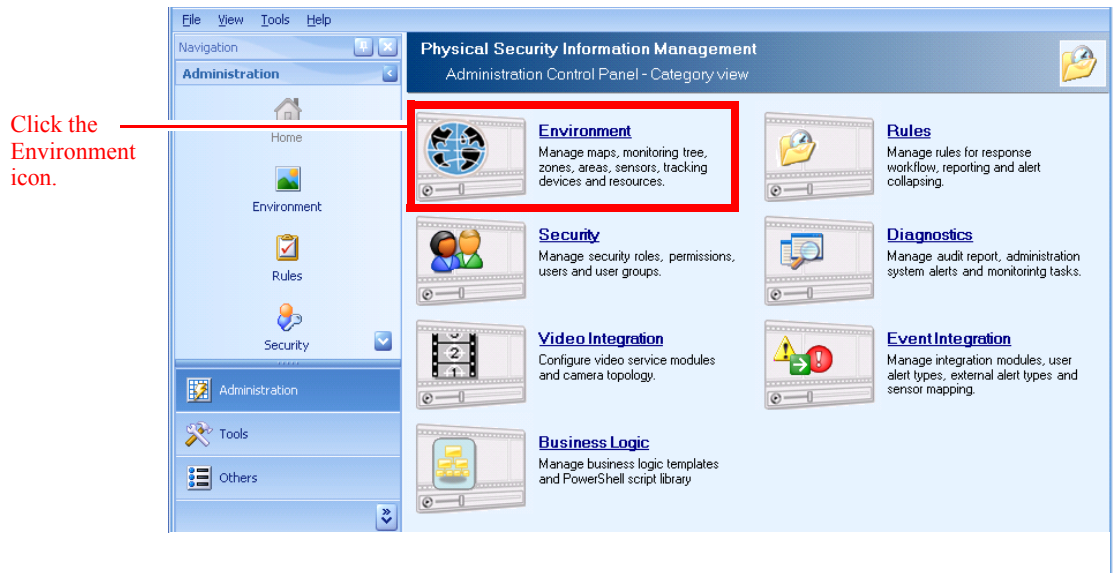 File View Tools Help
Navigation
Administration
Home
Environment
Rules
Security
Administration
Tools
Others
Click the
Environment
icon.
Physical Security Information Management
Administration Control Panel - Category view
Environment
Manage maps, monitoring tree,
zones, areas, sensors, tracking
devices and resources.
Rules
Manage rules for response
workflow, reporting and alert
collapsing.
Security
Manage security roles, permissions,
users and user groups.
Diagnostics
Manage audit report, administration
system alerts and monitorintg tasks.
Video Integration
Configure video service modules
and camera topology.
Event Integration
Manage integration modules, user
alert types, external alert types and
sensor mapping.
Business Logic
Manage business logic templates
and PowerShell script library